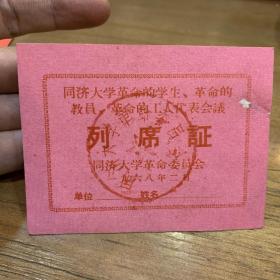 同济大学革命的学生、革命的
教员、革命的工人代表会议
列席証
同济大学革命委员会
一九六八年二月
单位 姓名